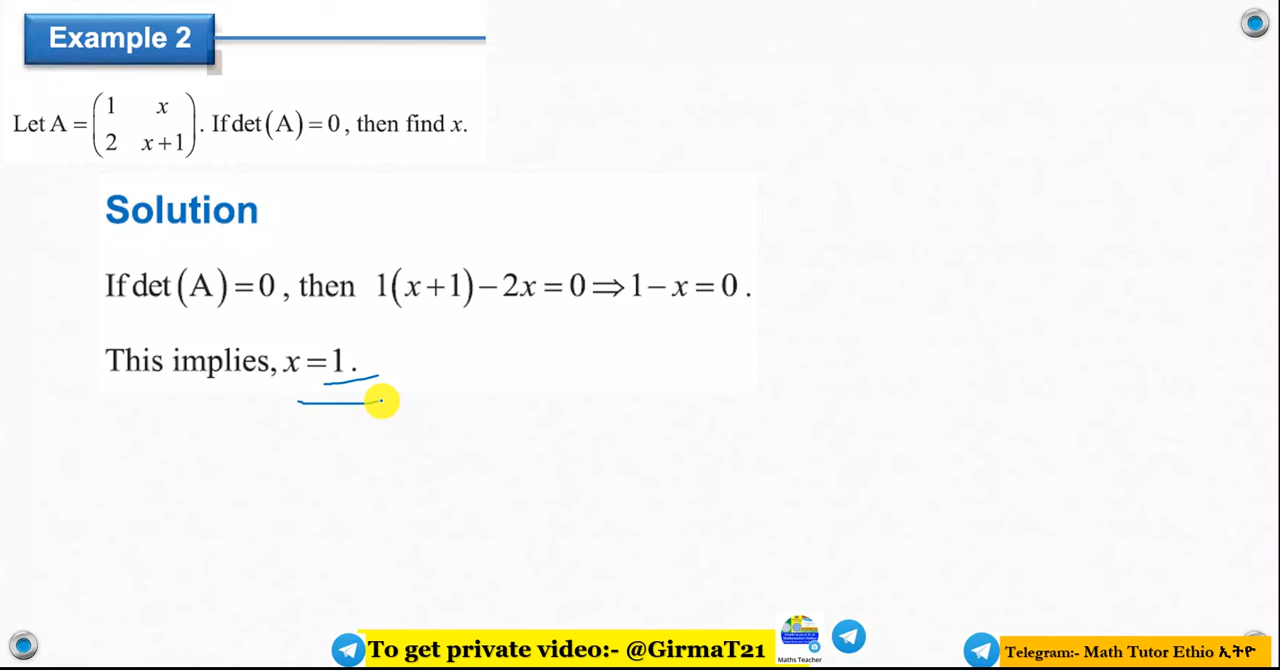 Example 2
Let A = (1 x
2 x+1). If det(A) = 0, then find x.
Solution
If det(A) = 0, then 1(x+1) − 2x = 0 ⇒ 1 − x = 0.
This implies, x = 1.
To get private video:- @GirmaT21
Maths Teacher
Telegram:- Math Tutor Ethio ኢትዮ